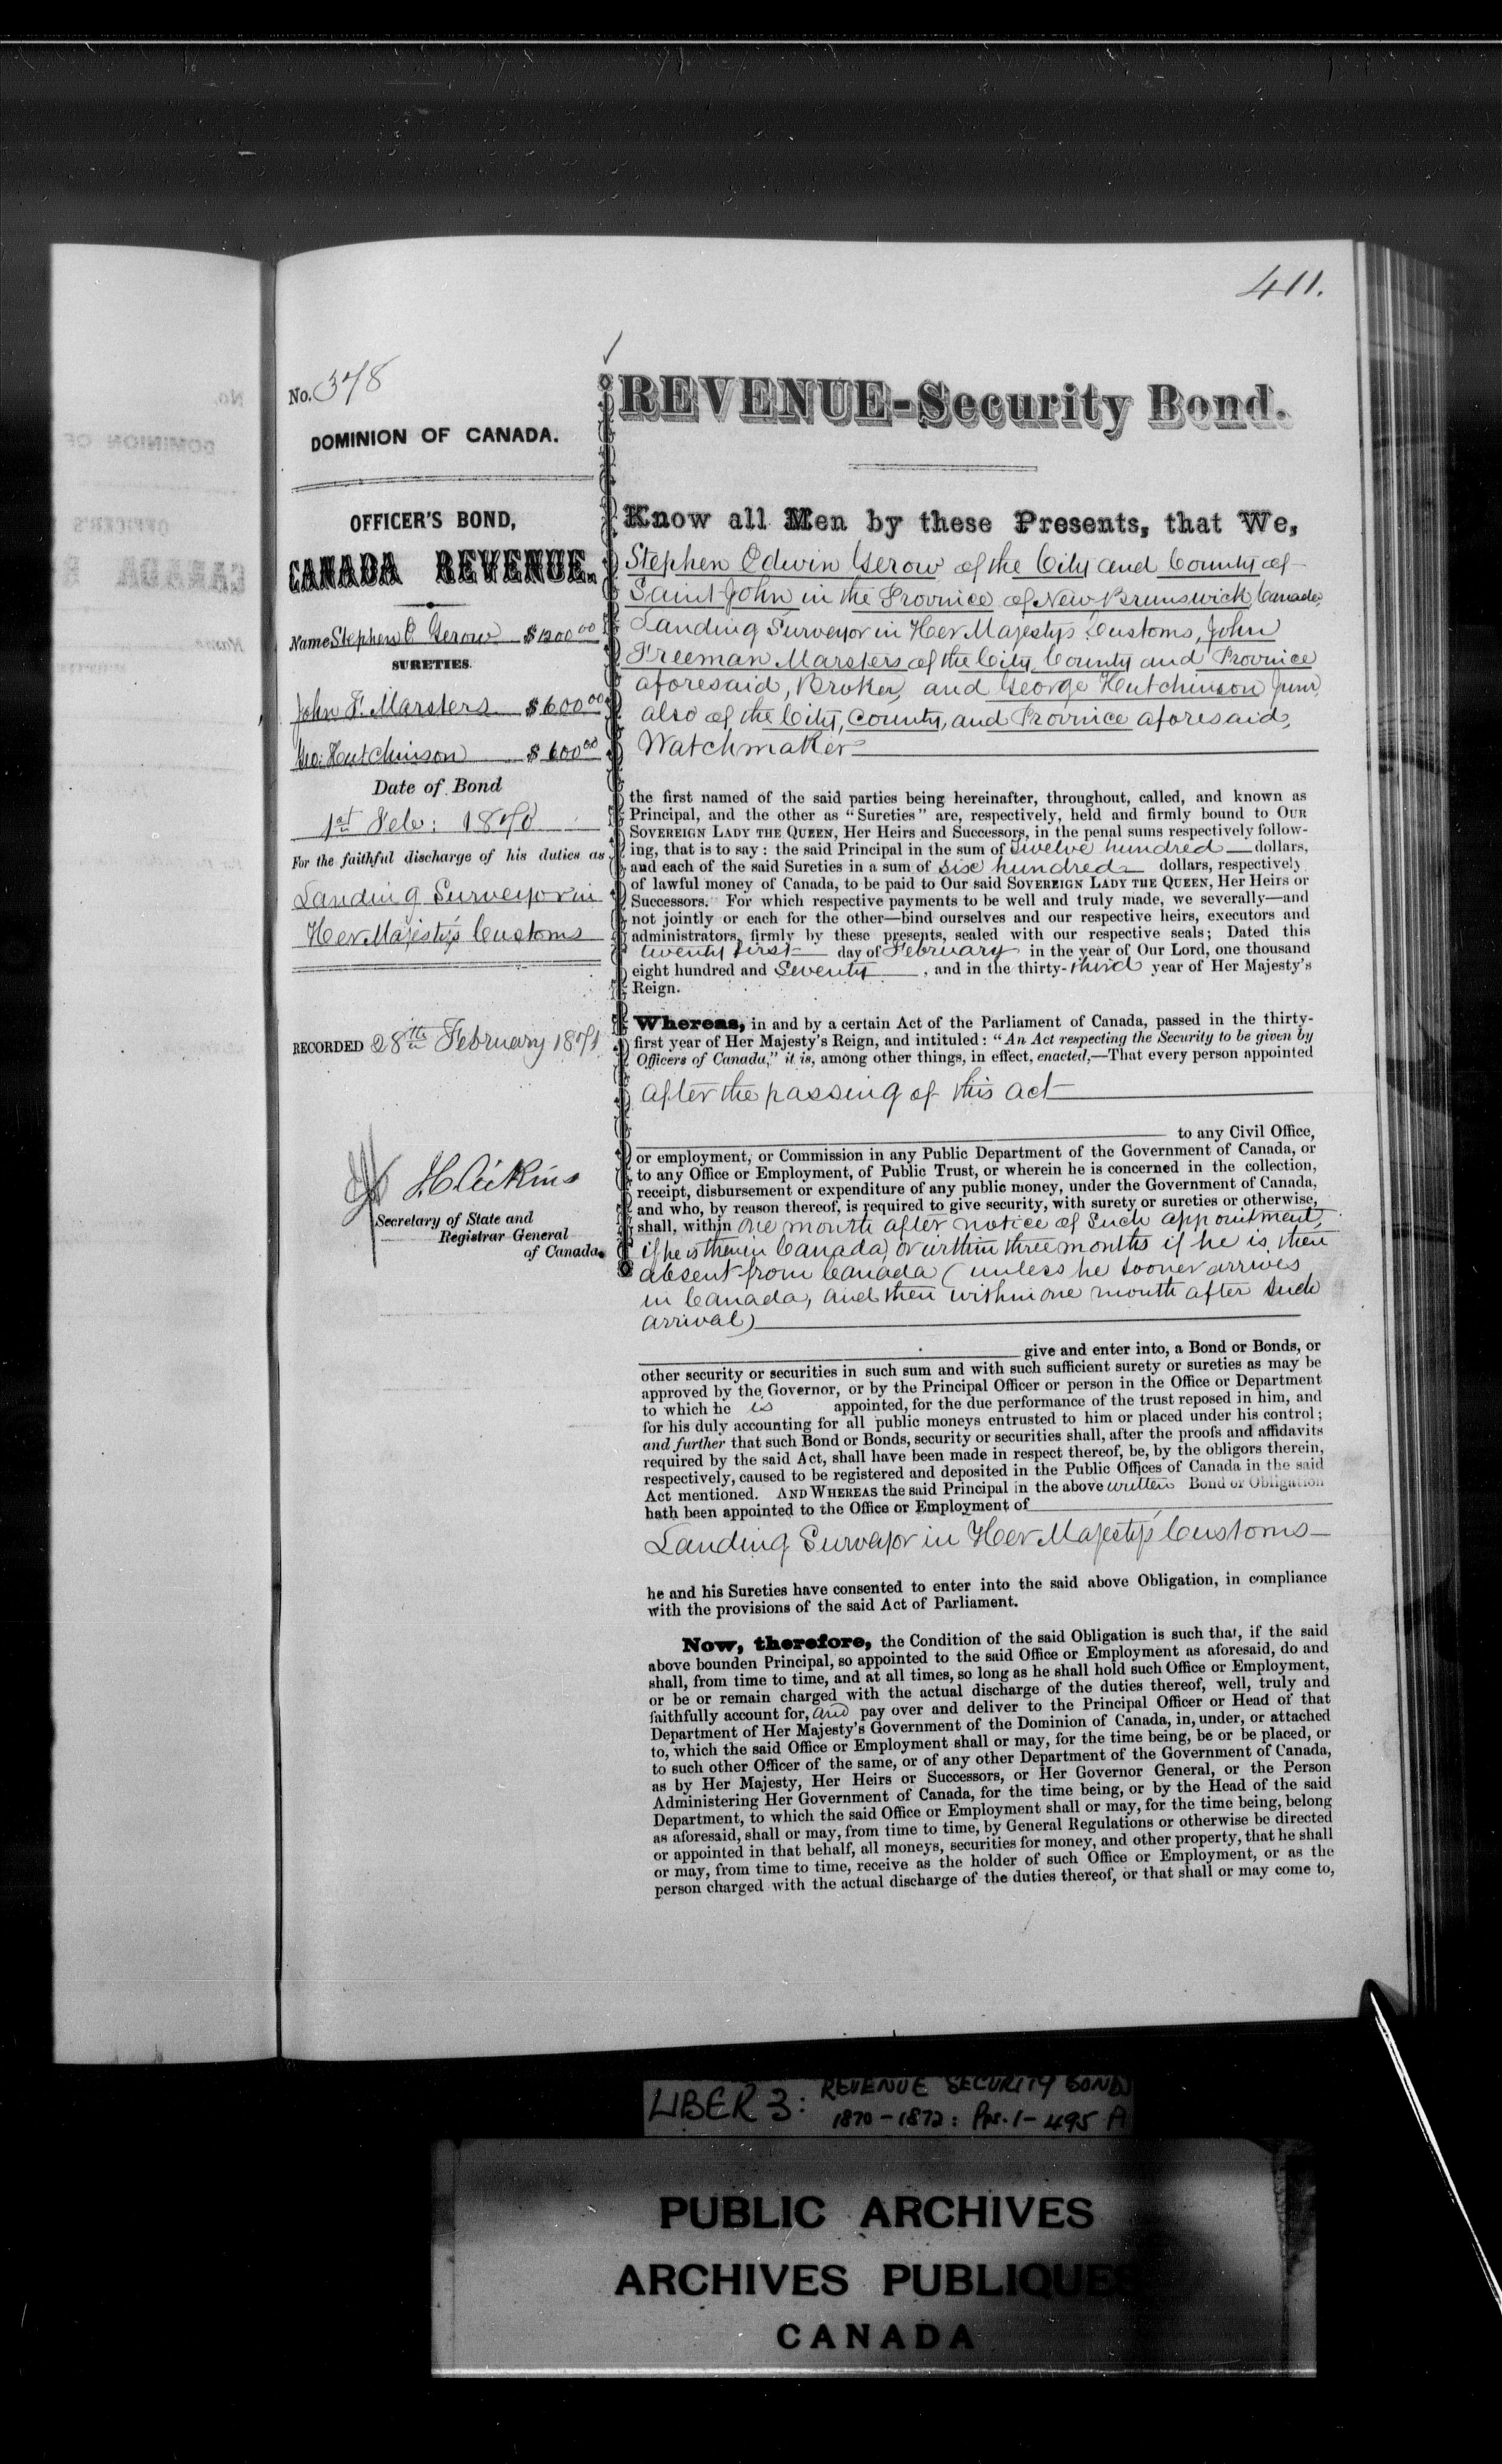 411.
No. 378
DOMINION OF CANADA.
OFFICER'S BOND,
CANADA REVENUE.
Name Stephen E Gerow $1200 00
SURETIES.
John F. Marsters $600 00
Geo: Hutchinson $600 00
Date of Bond
1st Feb: 1870
For the faithful discharge of his duties as
Landing Surveyor in
Her Majesty's Customs
RECORDED 28th February 1871
Secretary of State and
Registrar General
of Canada.
REVENUE-Security Bond.
Know all Men by these Presents, that We,
Stephen Edwin Gerow of the City and County of
Saint John in the Province of New Brunswick, Canada,
Landing Surveyor in Her Majesty's Customs, John
Freeman Marsters of the City, County and Province
aforesaid, Broker, and George Hutchinson Junr,
also of the City, County, and Province aforesaid,
Watchmaker
the first named of the said parties being hereinafter, throughout, called, and known as
Principal, and the other as "Sureties" are, respectively, held and firmly bound to OUR
SOVEREIGN LADY THE QUEEN, Her Heirs and Successors, in the penal sums respectively follow-
ing, that is to say: the said Principal in the sum of twelve hundred dollars,
and each of the said Sureties in a sum of six hundred dollars, respectively
of lawful money of Canada, to be paid to Our said SOVEREIGN LADY THE QUEEN, Her Heirs or
Successors. For which respective payments to be well and truly made, we severally—and
not jointly or each for the other—bind ourselves and our respective heirs, executors and
administrators, firmly by these presents, sealed with our respective seals; Dated this
twenty first day of February in the year of Our Lord, one thousand
eight hundred and Seventy, and in the thirty-third year of Her Majesty's
Reign.
Whereas, in and by a certain Act of the Parliament of Canada, passed in the thirty-
first year of Her Majesty's Reign, and intituled: "An Act respecting the Security to be given by
Officers of Canada," it is, among other things, in effect, enacted,—That every person appointed
after the passing of this act
to any Civil Office,
or employment, or Commission in any Public Department of the Government of Canada, or
to any Office or Employment, of Public Trust, or wherein he is concerned in the collection,
receipt, disbursement or expenditure of any public money, under the Government of Canada,
and who, by reason thereof, is required to give security, with surety or sureties or otherwise,
shall, within one month after notice of such appointment,
if he is then in Canada, or within three months if he is then
absent from Canada (unless he sooner arrives
in Canada, and then within one month after such
arrival)
give and enter into, a Bond or Bonds, or
other security or securities in such sum and with such sufficient surety or sureties as may be
approved by the Governor, or by the Principal Officer or person in the Office or Department
to which he is appointed, for the due performance of the trust reposed in him, and
for his duly accounting for all public moneys entrusted to him or placed under his control;
and further that such Bond or Bonds, security or securities shall, after the proofs and affidavits
required by the said Act, shall have been made in respect thereof, be, by the obligors therein,
respectively, caused to be registered and deposited in the Public Offices of Canada in the said
Act mentioned. AND WHEREAS the said Principal in the above written Bond or Obligation
hath been appointed to the Office or Employment of
Landing Surveyor in Her Majesty's Customs
he and his Sureties have consented to enter into the said above Obligation, in compliance
with the provisions of the said Act of Parliament.
Now, therefore, the Condition of the said Obligation is such that, if the said
above bounden Principal, so appointed to the said Office or Employment as aforesaid, do and
shall, from time to time, and at all times, so long as he shall hold such Office or Employment,
or be or remain charged with the actual discharge of the duties thereof, well, truly and
faithfully account for, and pay over and deliver to the Principal Officer or Head of that
Department of Her Majesty's Government of the Dominion of Canada, in, under, or attached
to, which the said Office or Employment shall or may, for the time being, be or be placed, or
to such other Officer of the same, or of any other Department of the Government of Canada,
as by Her Majesty, Her Heirs or Successors, or Her Governor General, or the Person
Administering Her Government of Canada, for the time being, or by the Head of the said
Department, to which the said Office or Employment shall or may, for the time being, belong
as aforesaid, shall or may, from time to time, by General Regulations or otherwise be directed
or appointed in that behalf, all moneys, securities for money, and other property, that he shall
or may, from time to time, receive as the holder of such Office or Employment, or as the
person charged with the actual discharge of the duties thereof, or that shall or may come to,
LIBER 3: REVENUE SECURITY BONDS
1870-1872: Pps. 1-495 A
PUBLIC ARCHIVES
ARCHIVES PUBLIQUES
CANADA